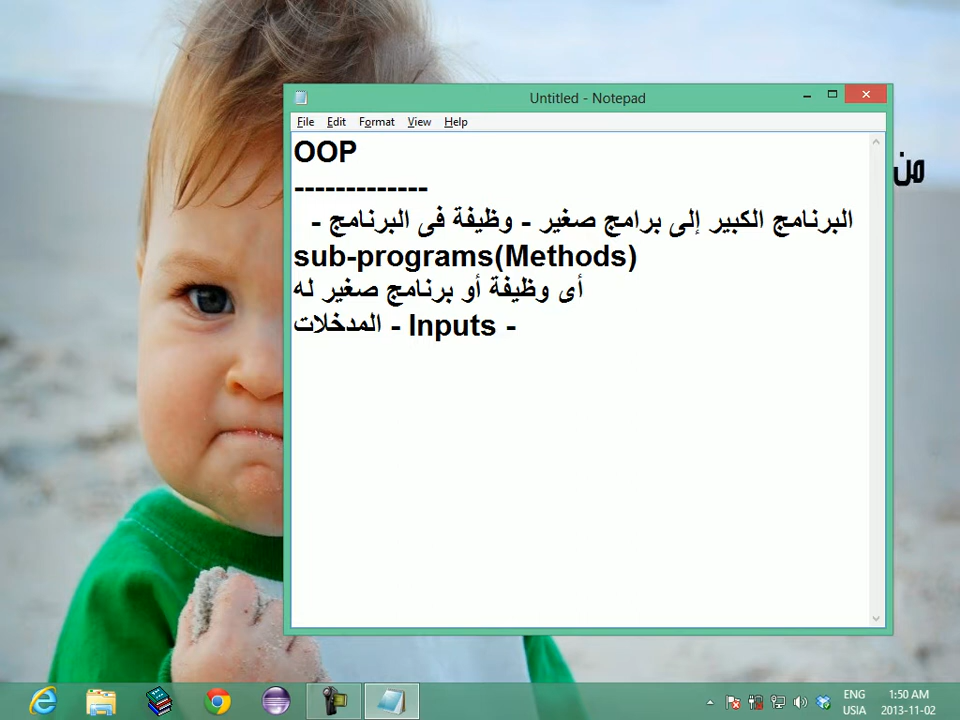 Untitled - Notepad
File Edit Format View Help
OOP
-------------
البرنامج الكبير إلى برامج صغير - وظيفة فى البرنامج -
sub-programs(Methods)
أى وظيفة أو برنامج صغير له
المدخلات - Inputs -
من
ENG 1:50 AM
USIA 2013-11-02